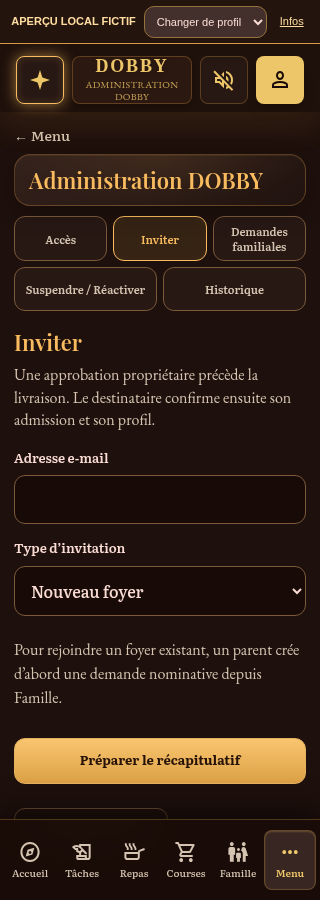 APERÇU LOCAL FICTIF
Changer de profil
Infos
DOBBY
ADMINISTRATION
DOBBY
← Menu
Administration DOBBY
Accès
Inviter
Demandes
familiales
Suspendre / Réactiver
Historique
Inviter
Une approbation propriétaire précède la
livraison. Le destinataire confirme ensuite son
admission et son profil.
Adresse e-mail
Type d’invitation
Nouveau foyer
Pour rejoindre un foyer existant, un parent crée
d’abord une demande nominative depuis
Famille.
Préparer le récapitulatif
Accueil
Tâches
Repas
Courses
Famille
Menu